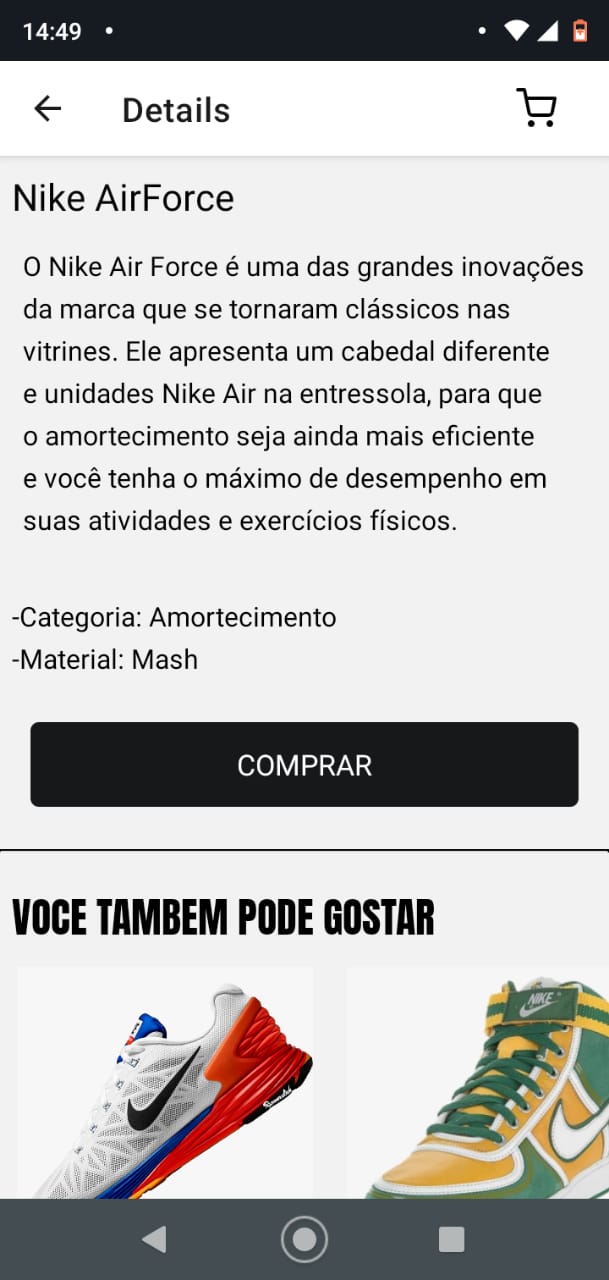 14:49
Details
Nike AirForce
O Nike Air Force é uma das grandes inovações
da marca que se tornaram clássicos nas
vitrines. Ele apresenta um cabedal diferente
e unidades Nike Air na entressola, para que
o amortecimento seja ainda mais eficiente
e você tenha o máximo de desempenho em
suas atividades e exercícios físicos.
-Categoria: Amortecimento
-Material: Mash
COMPRAR
VOCE TAMBEM PODE GOSTAR
NIKE